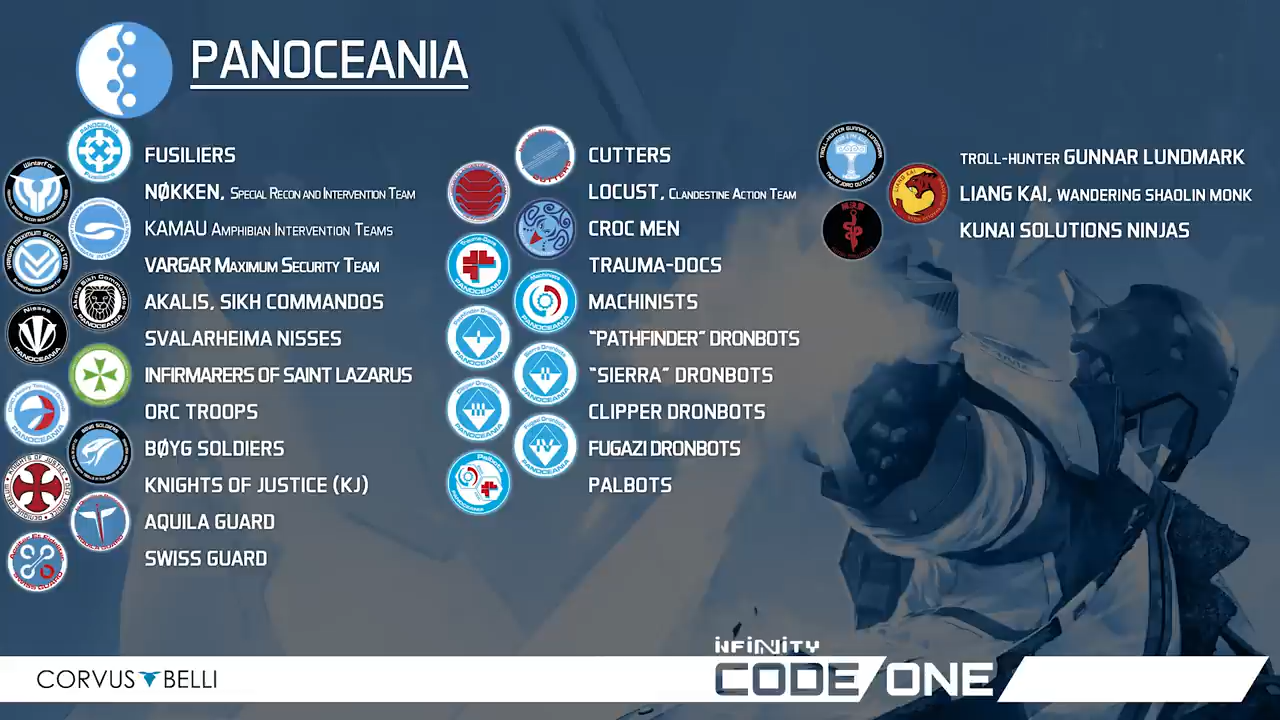 PANOCEANIA
FUSILIERS
NØKKEN, Special Recon and Intervention Team
KAMAU Amphibian Intervention Teams
VARGAR Maximum Security Team
AKALIS, SIKH COMMANDOS
SVALARHEIMA NISSES
INFIRMARERS OF SAINT LAZARUS
ORC TROOPS
BØYG SOLDIERS
KNIGHTS OF JUSTICE (KJ)
AQUILA GUARD
SWISS GUARD
CUTTERS
LOCUST, Clandestine Action Team
CROC MEN
TRAUMA-DOCS
MACHINISTS
"PATHFINDER" DRONBOTS
"SIERRA" DRONBOTS
CLIPPER DRONBOTS
FUGAZI DRONBOTS
PALBOTS
TROLL-HUNTER GUNNAR LUNDMARK
LIANG KAI, WANDERING SHAOLIN MONK
KUNAI SOLUTIONS NINJAS
CORVUS BELLI
INFINITY
CODE ONE